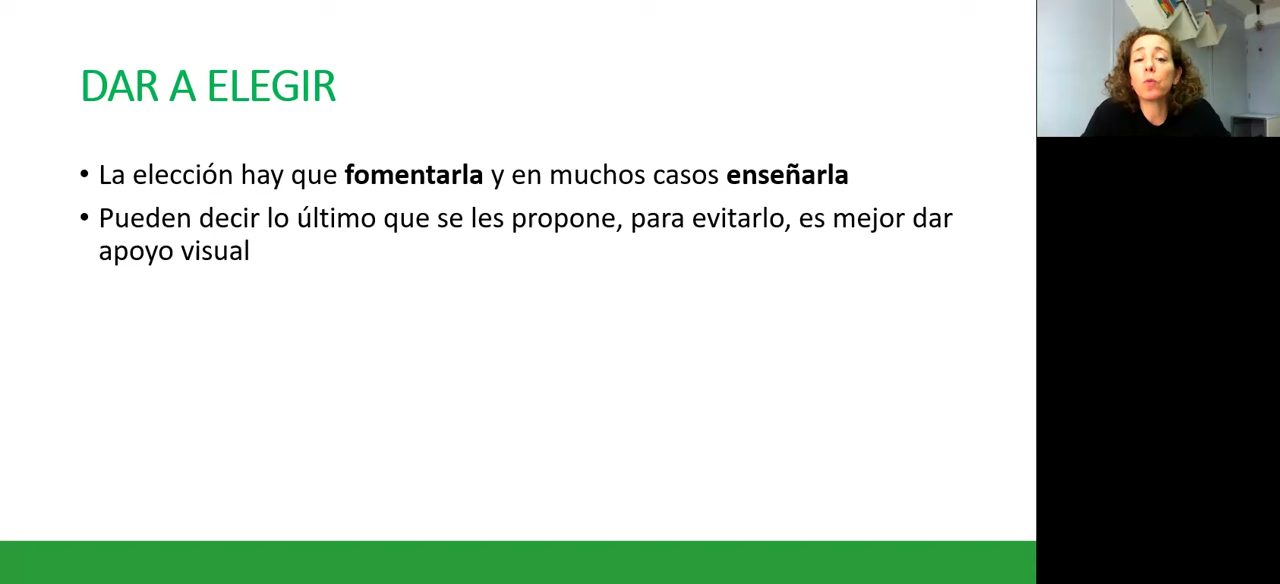 DAR A ELEGIR
• La elección hay que fomentarla y en muchos casos enseñarla
• Pueden decir lo último que se les propone, para evitarlo, es mejor dar
apoyo visual